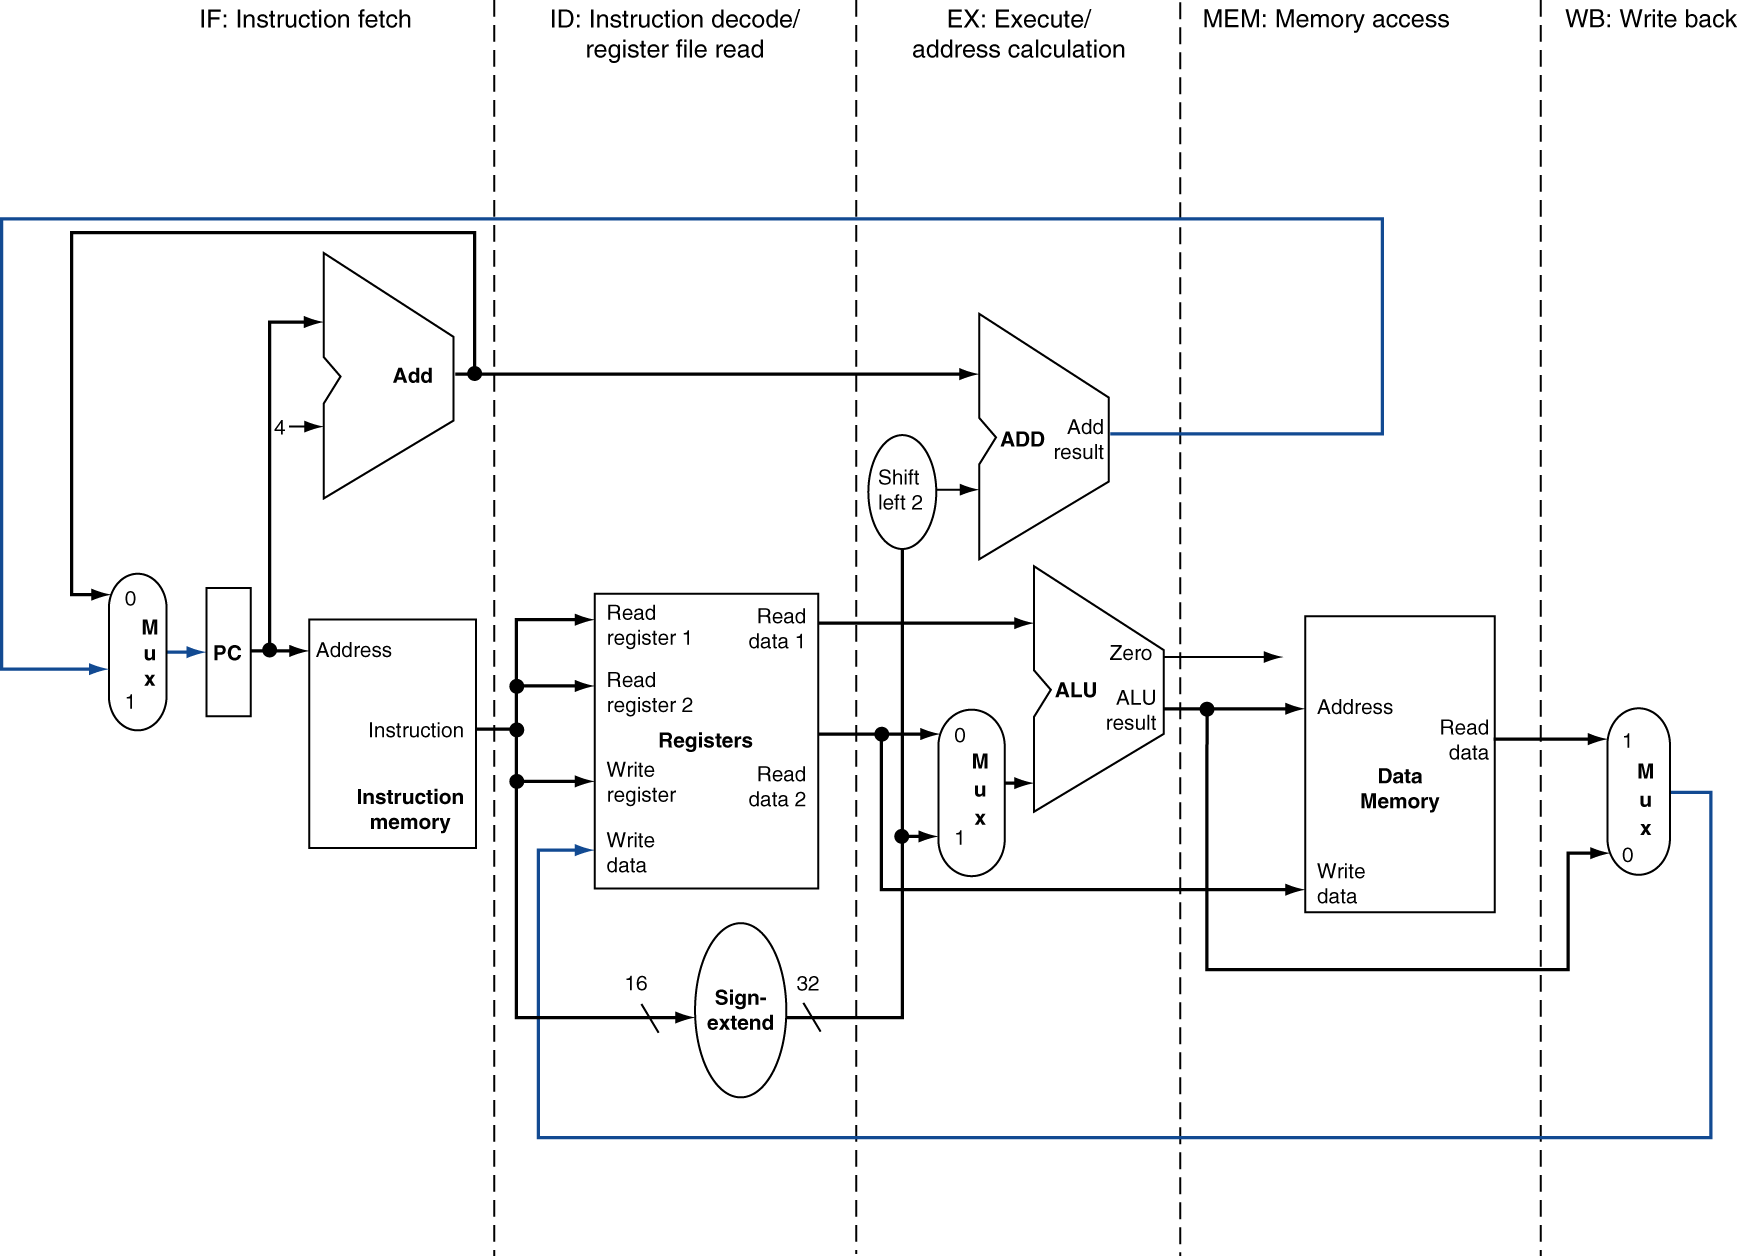 IF: Instruction fetch
ID: Instruction decode/
register file read
EX: Execute/
address calculation
MEM: Memory access
WB: Write back
Add
4
ADD
Add
result
Shift
left 2
0
M
u
x
1
PC
Address
Instruction
Instruction
memory
Read
register 1
Read
register 2
Registers
Write
register
Write
data
Read
data 1
Read
data 2
16
Sign-
extend
32
0
M
u
x
1
Zero
ALU
ALU
result
Address
Read
data
Data
Memory
Write
data
1
M
u
x
0